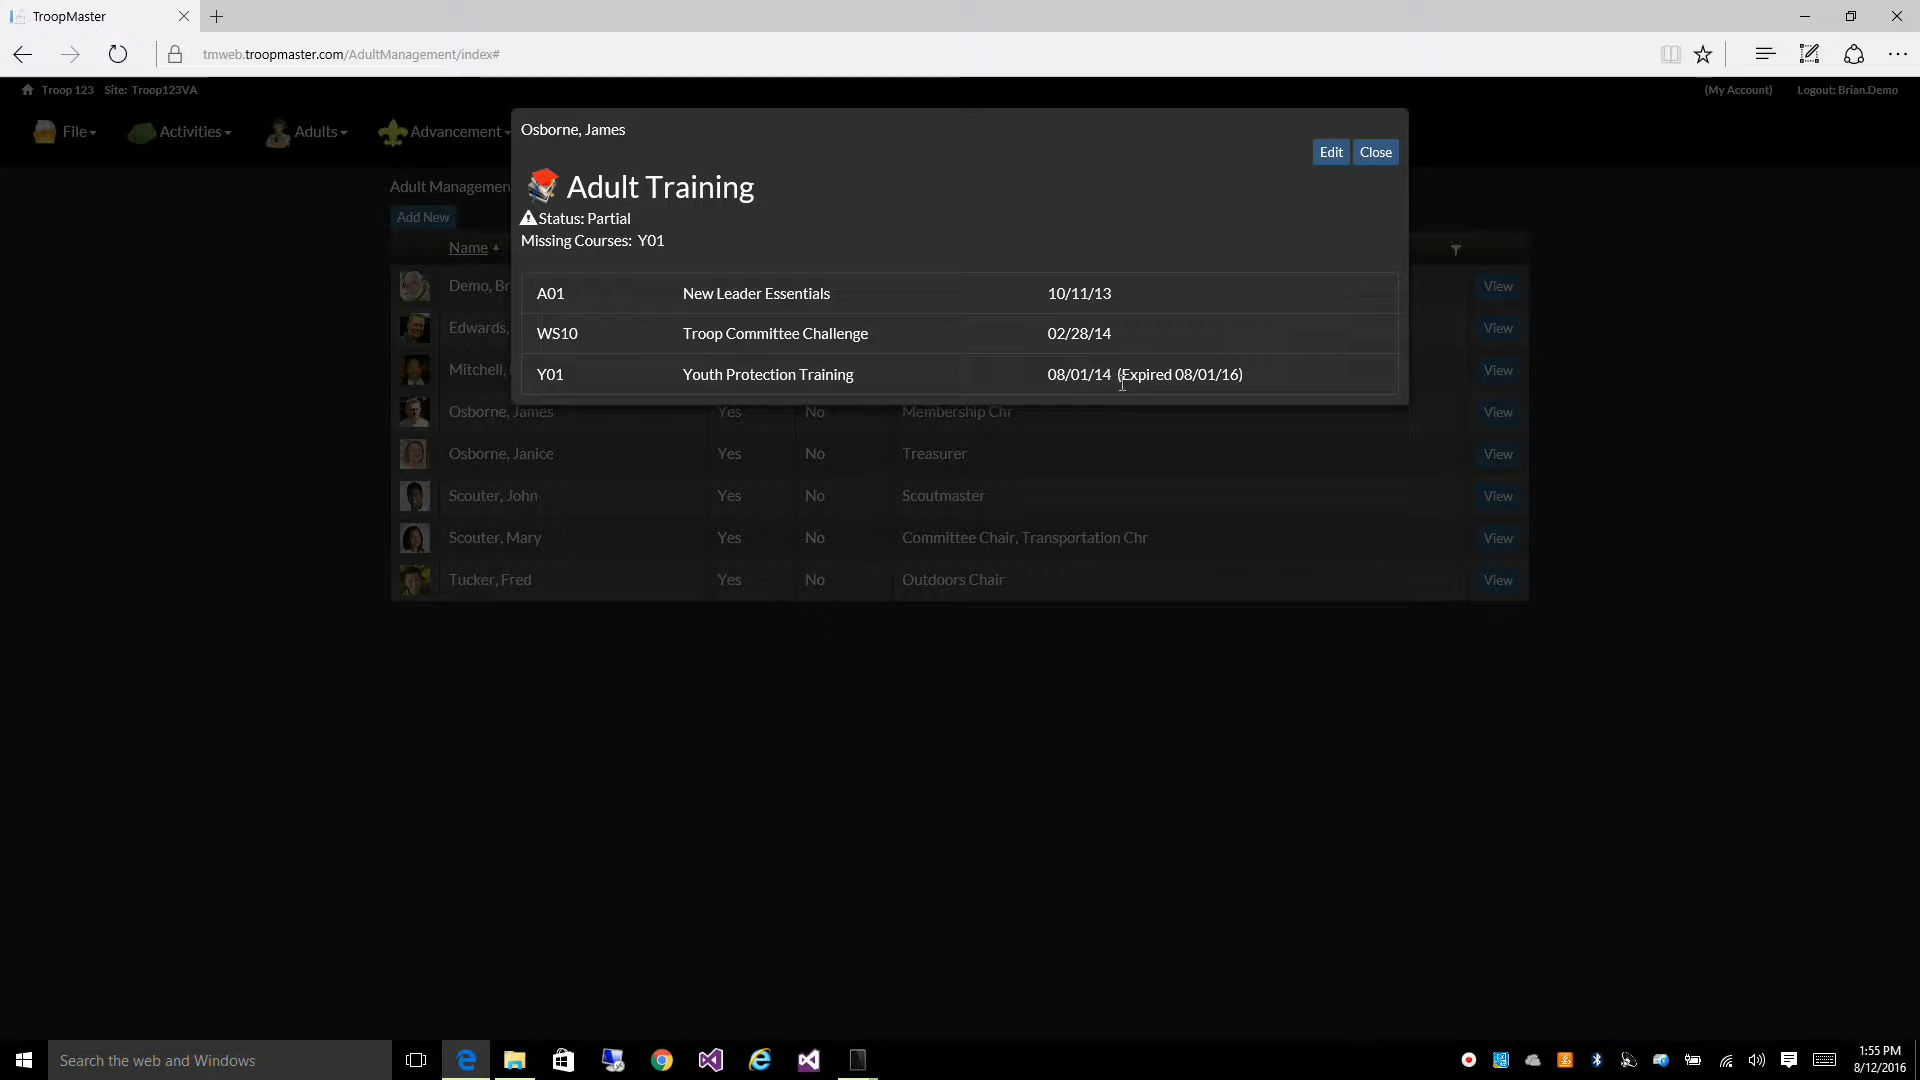 TroopMaster
tmweb.troopmaster.com/AdultManagement/index#
Troop 123 Site: Troop123VA (My Account) Logout: Brian.Demo
File Activities Adults Advancement
Osborne, James
Edit Close
Adult Training
Adult Managemen
Add New
Status: Partial
Missing Courses: Y01
Name
A01 New Leader Essentials 10/11/13
WS10 Troop Committee Challenge 02/28/14
Y01 Youth Protection Training 08/01/14 (Expired 08/01/16)
Demo, Br View
Edwards, View
Mitchell, View
Osborne, James Yes No Membership Chr View
Osborne, Janice Yes No Treasurer View
Scouter, John Yes No Scoutmaster View
Scouter, Mary Yes No Committee Chair, Transportation Chr View
Tucker, Fred Yes No Outdoors Chair View
Search the web and Windows
1:55 PM
8/12/2016